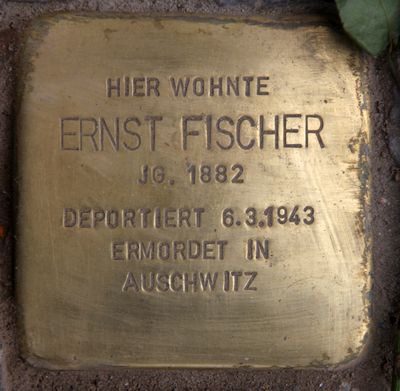 HIER WOHNTE
ERNST FISCHER
JG. 1882
DEPORTIERT 6.3.1943
ERMORDET IN
AUSCHWITZ